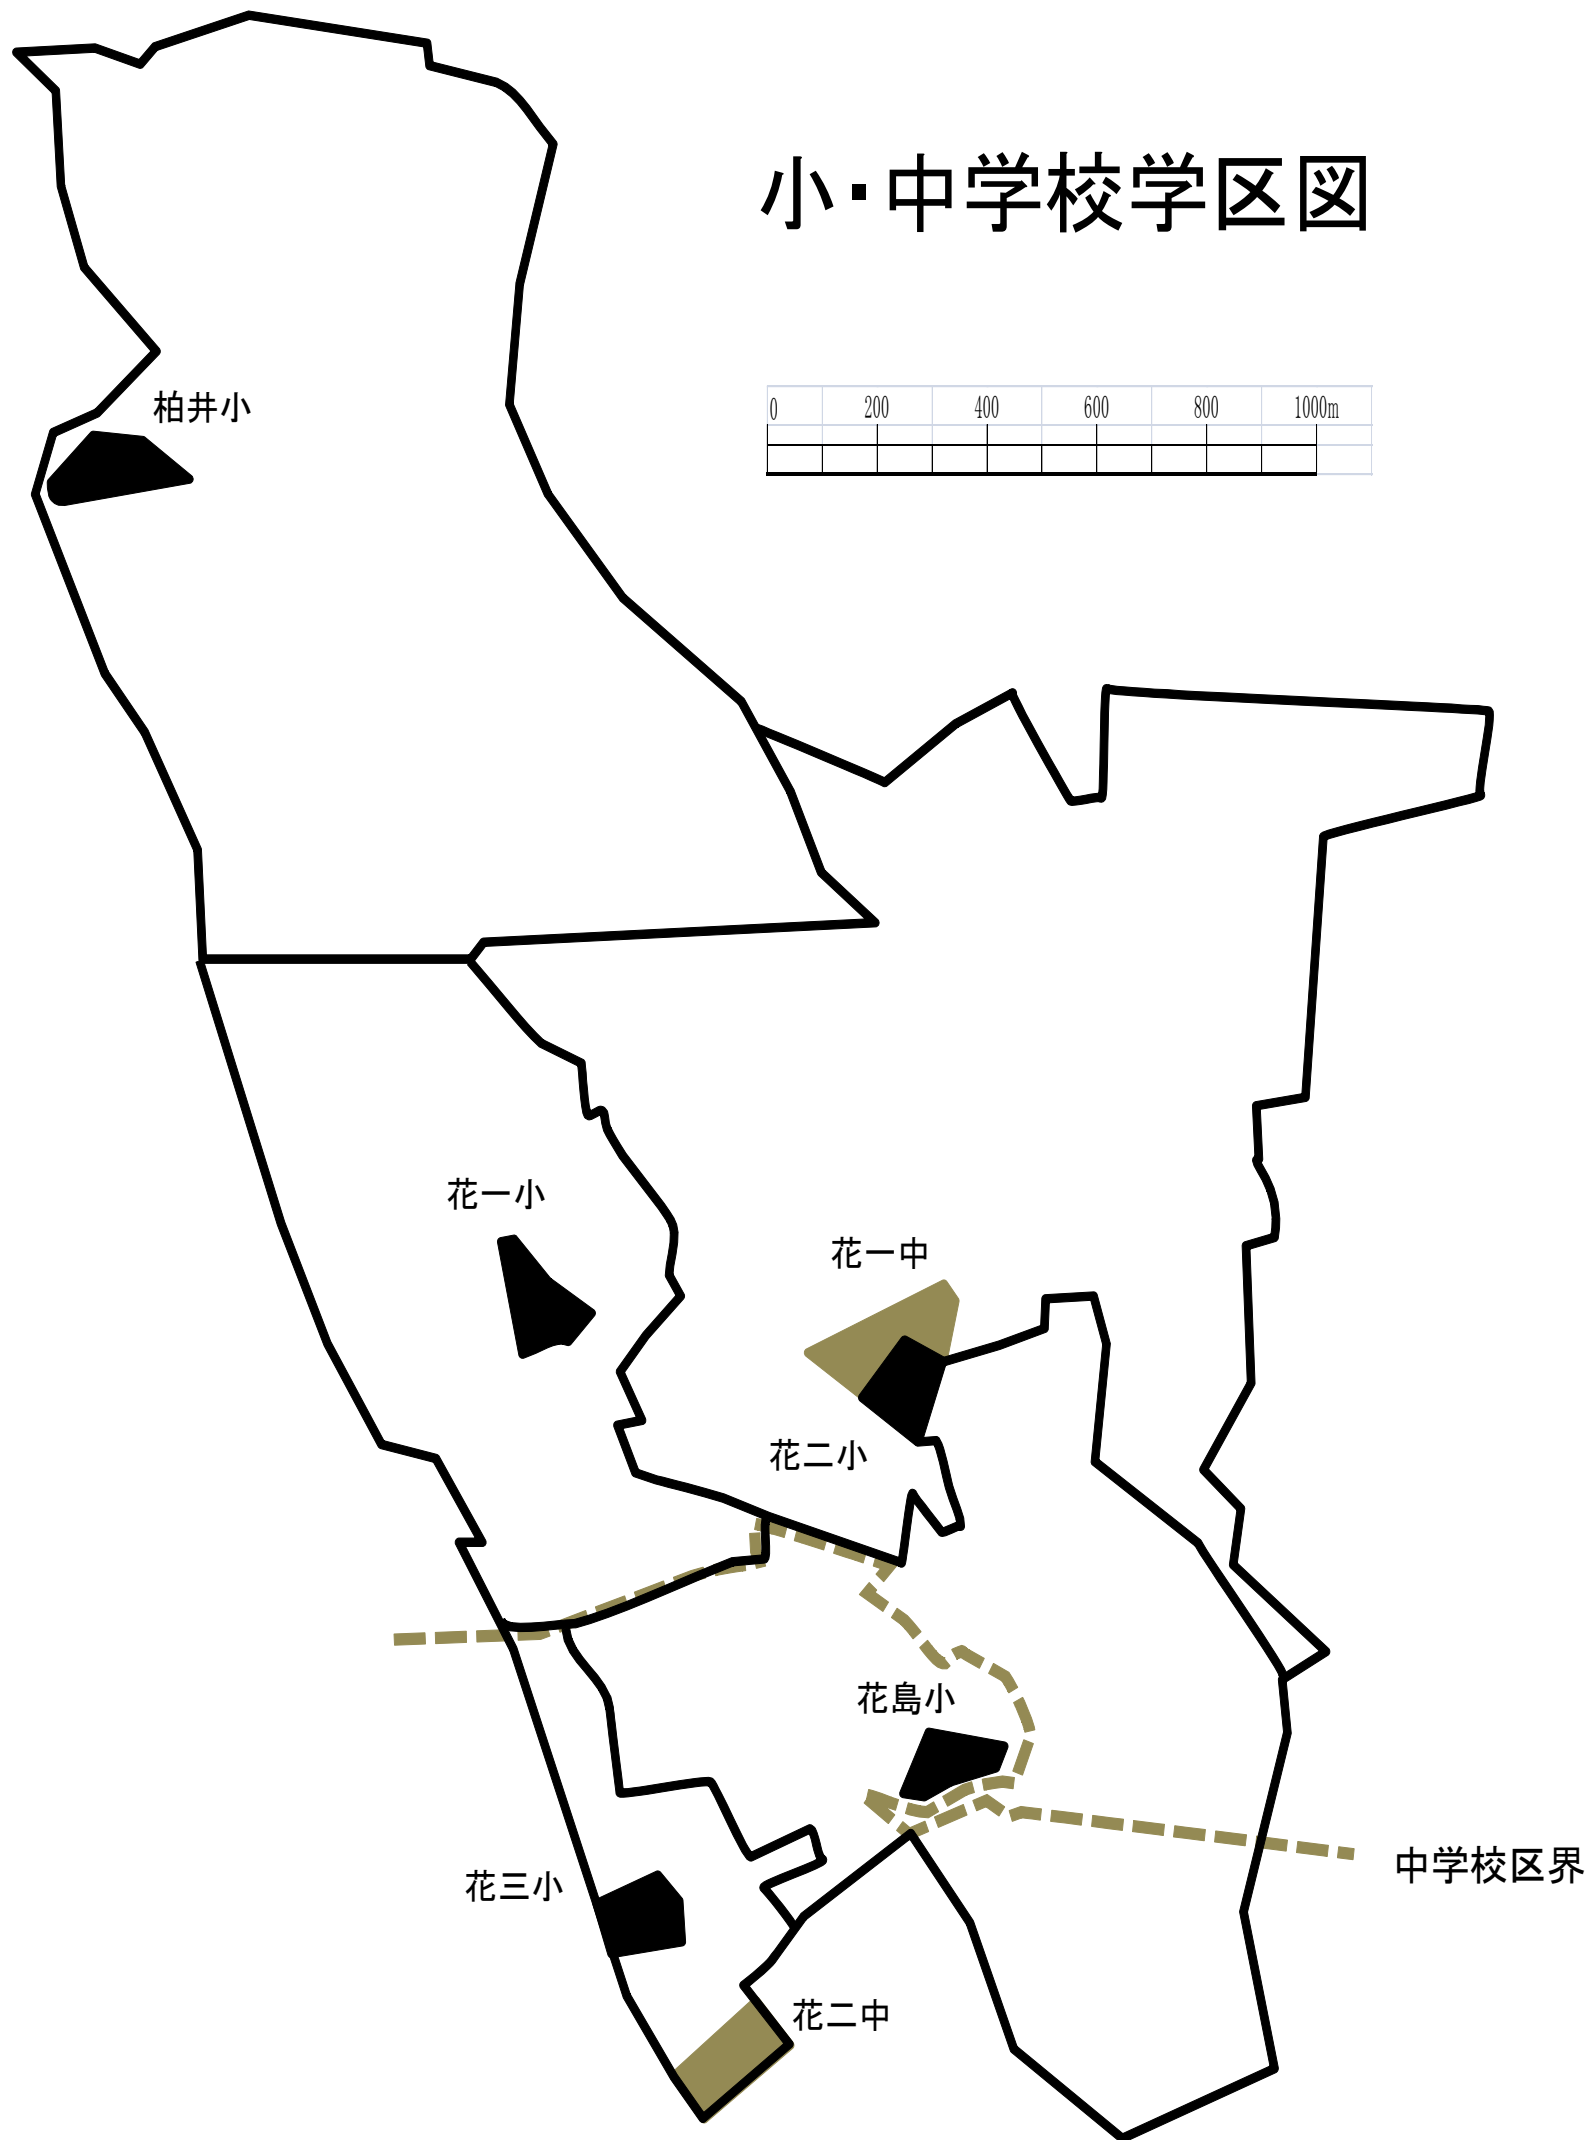 小・中学校学区図
柏井小
0 200 400 600 800 1000m
花一小
花一中
花二小
花島小
中学校区界
花三小
花二中